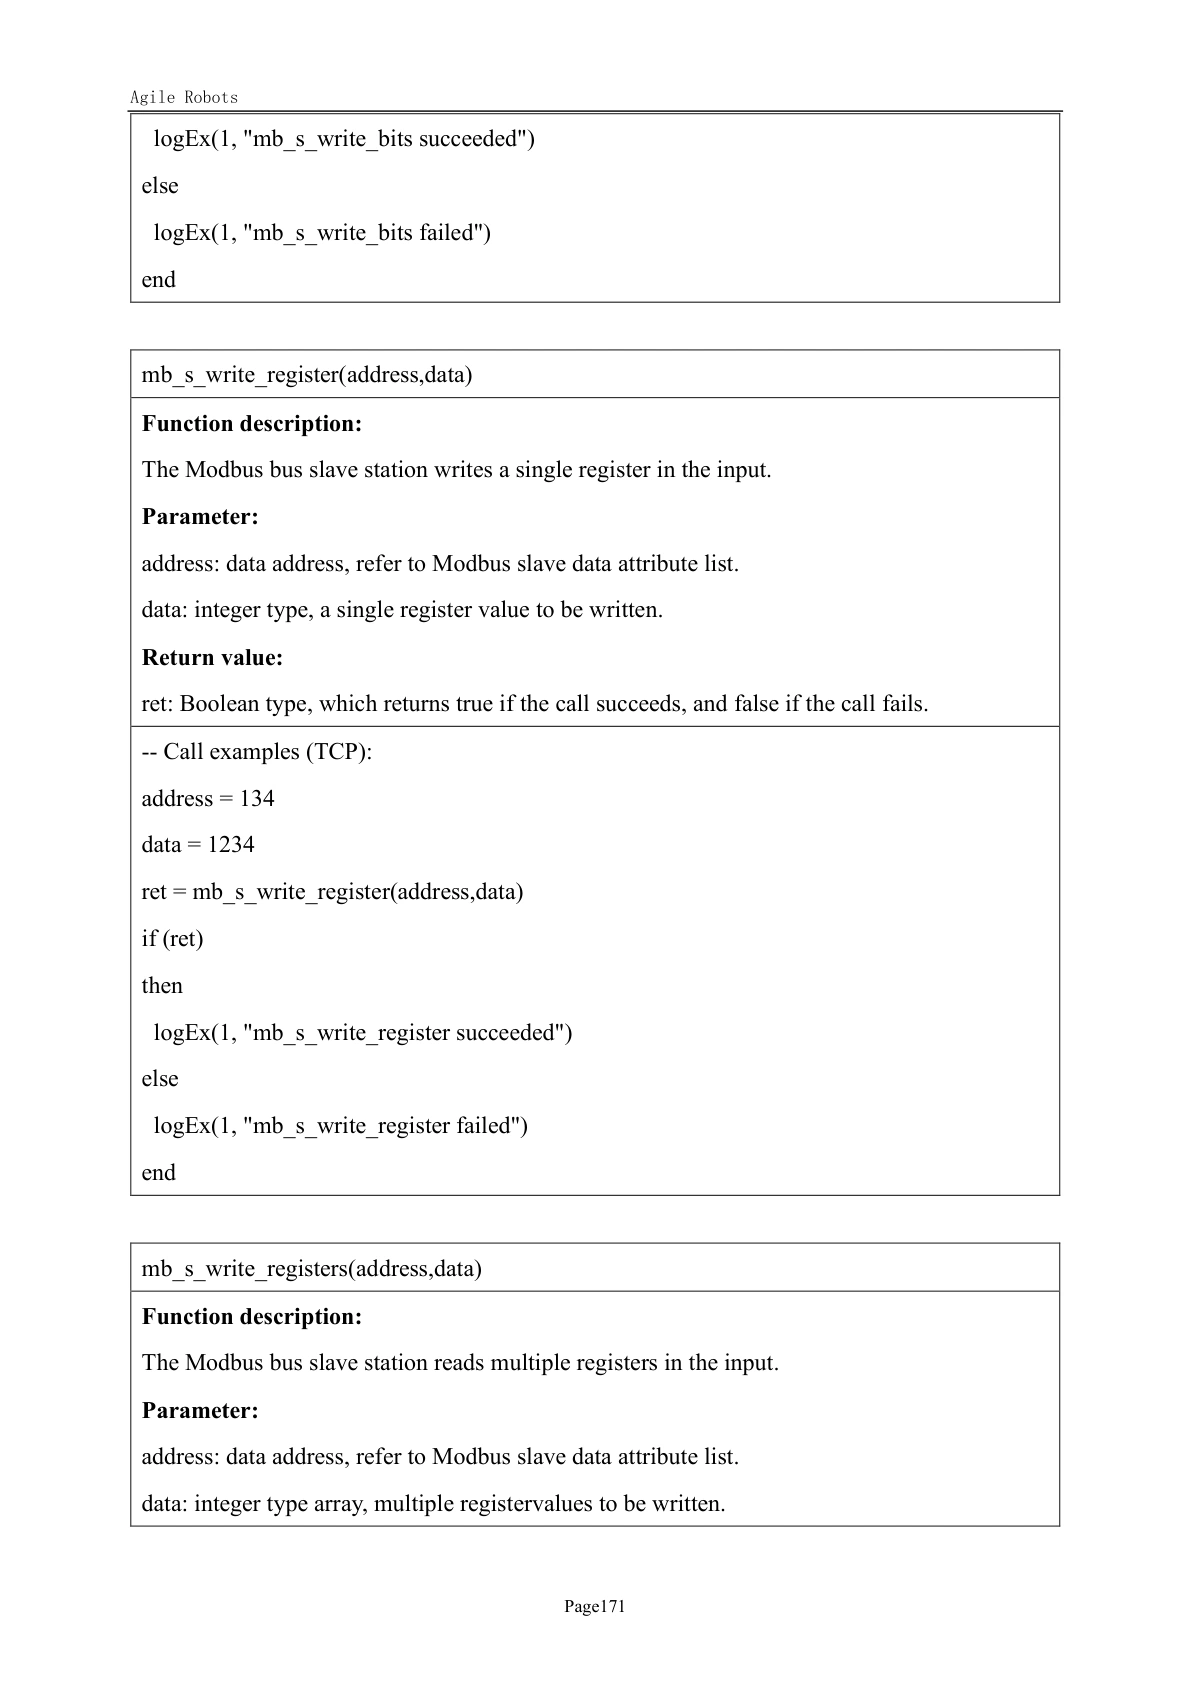 Agile Robots
logEx(1, "mb_s_write_bits succeeded")
else
logEx(1, "mb_s_write_bits failed")
end
mb_s_write_register(address,data)
Function description:
The Modbus bus slave station writes a single register in the input.
Parameter:
address: data address, refer to Modbus slave data attribute list.
data: integer type, a single register value to be written.
Return value:
ret: Boolean type, which returns true if the call succeeds, and false if the call fails.
-- Call examples (TCP):
address = 134
data = 1234
ret = mb_s_write_register(address,data)
if (ret)
then
logEx(1, "mb_s_write_register succeeded")
else
logEx(1, "mb_s_write_register failed")
end
mb_s_write_registers(address,data)
Function description:
The Modbus bus slave station reads multiple registers in the input.
Parameter:
address: data address, refer to Modbus slave data attribute list.
data: integer type array, multiple registervalues to be written.
Page171